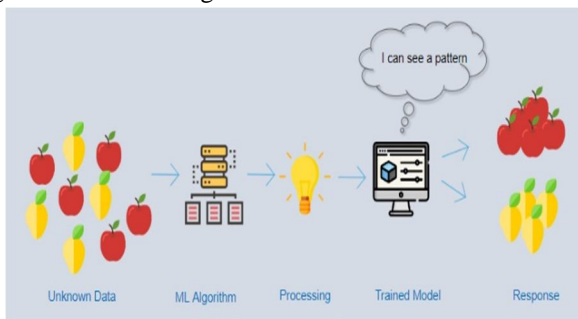 I can see a pattern
Unknown Data
ML Algorithm
Processing
Trained Model
Response